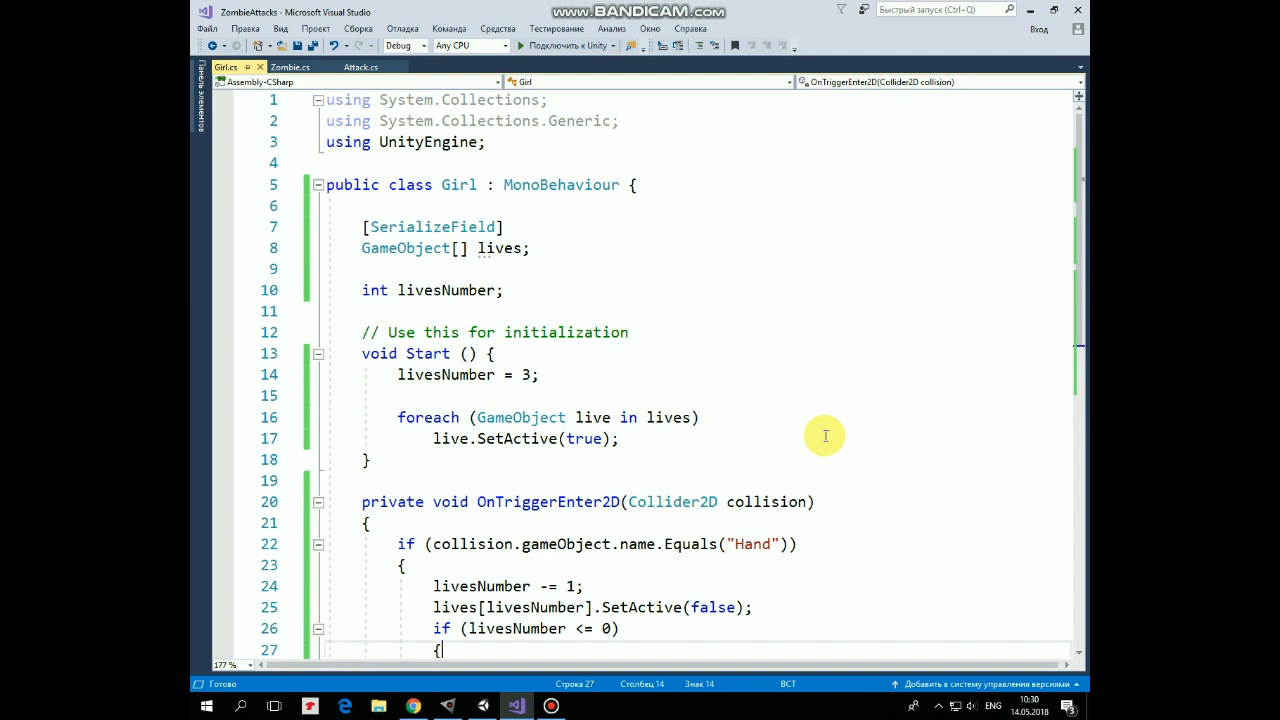 ZombieAttacks - Microsoft Visual Studio
www.BANDICAM.com
Быстрый запуск (Ctrl+Q)
Файл Правка Вид Проект Сборка Отладка Команда Средства Тестирование Анализ Окно Справка Вход
Debug Any CPU Подключить к Unity
Панель элементов
Girl.cs Zombie.cs Attack.cs
Assembly-CSharp Girl OnTriggerEnter2D(Collider2D collision)
1 using System.Collections;
2 using System.Collections.Generic;
3 using UnityEngine;
4
5 public class Girl : MonoBehaviour {
6
7 [SerializeField]
8 GameObject[] lives;
9
10 int livesNumber;
11
12 // Use this for initialization
13 void Start () {
14 livesNumber = 3;
15
16 foreach (GameObject live in lives)
17 live.SetActive(true);
18 }
19
20 private void OnTriggerEnter2D(Collider2D collision)
21 {
22 if (collision.gameObject.name.Equals("Hand"))
23 {
24 livesNumber -= 1;
25 lives[livesNumber].SetActive(false);
26 if (livesNumber <= 0)
27 {
177 %
Готово Строка 27 Столбец 14 Знак 14 ВСТ Добавить в систему управления версиями
ENG 10:30
14.05.2018
3